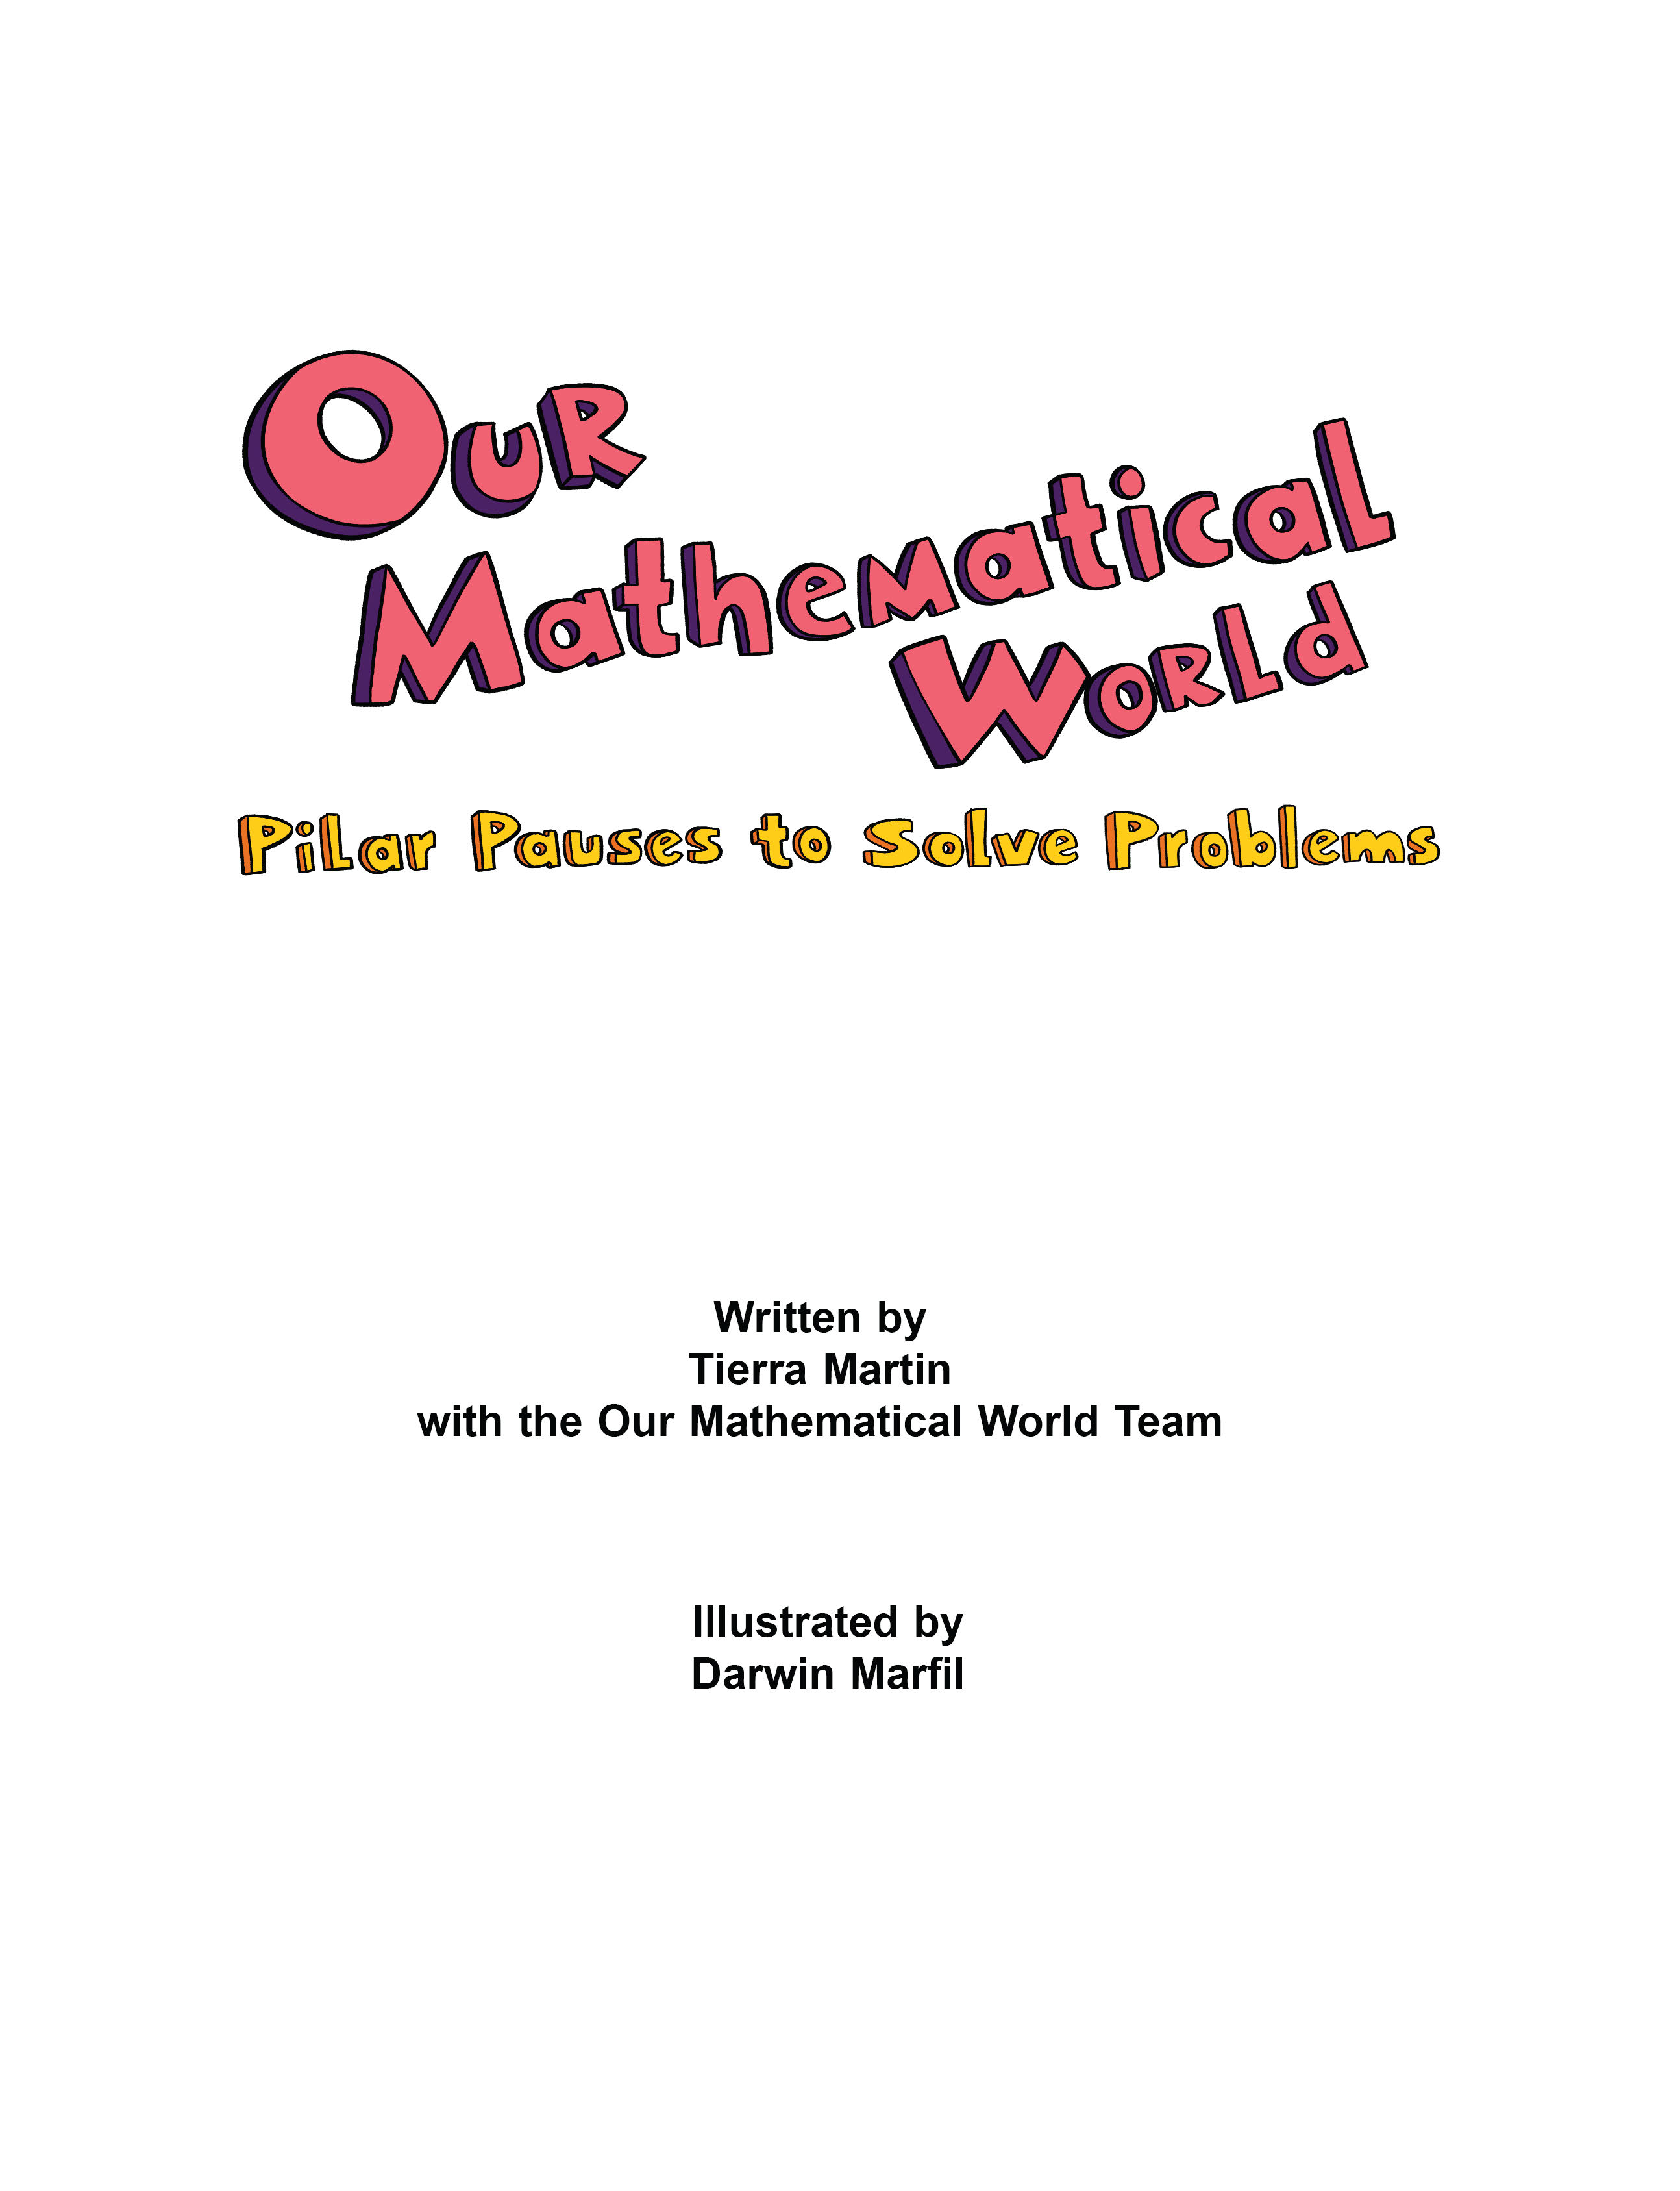 Our
Mathematical
World
Pilar Pauses to Solve Problems
Written by
Tierra Martin
with the Our Mathematical World Team
Illustrated by
Darwin Marfil